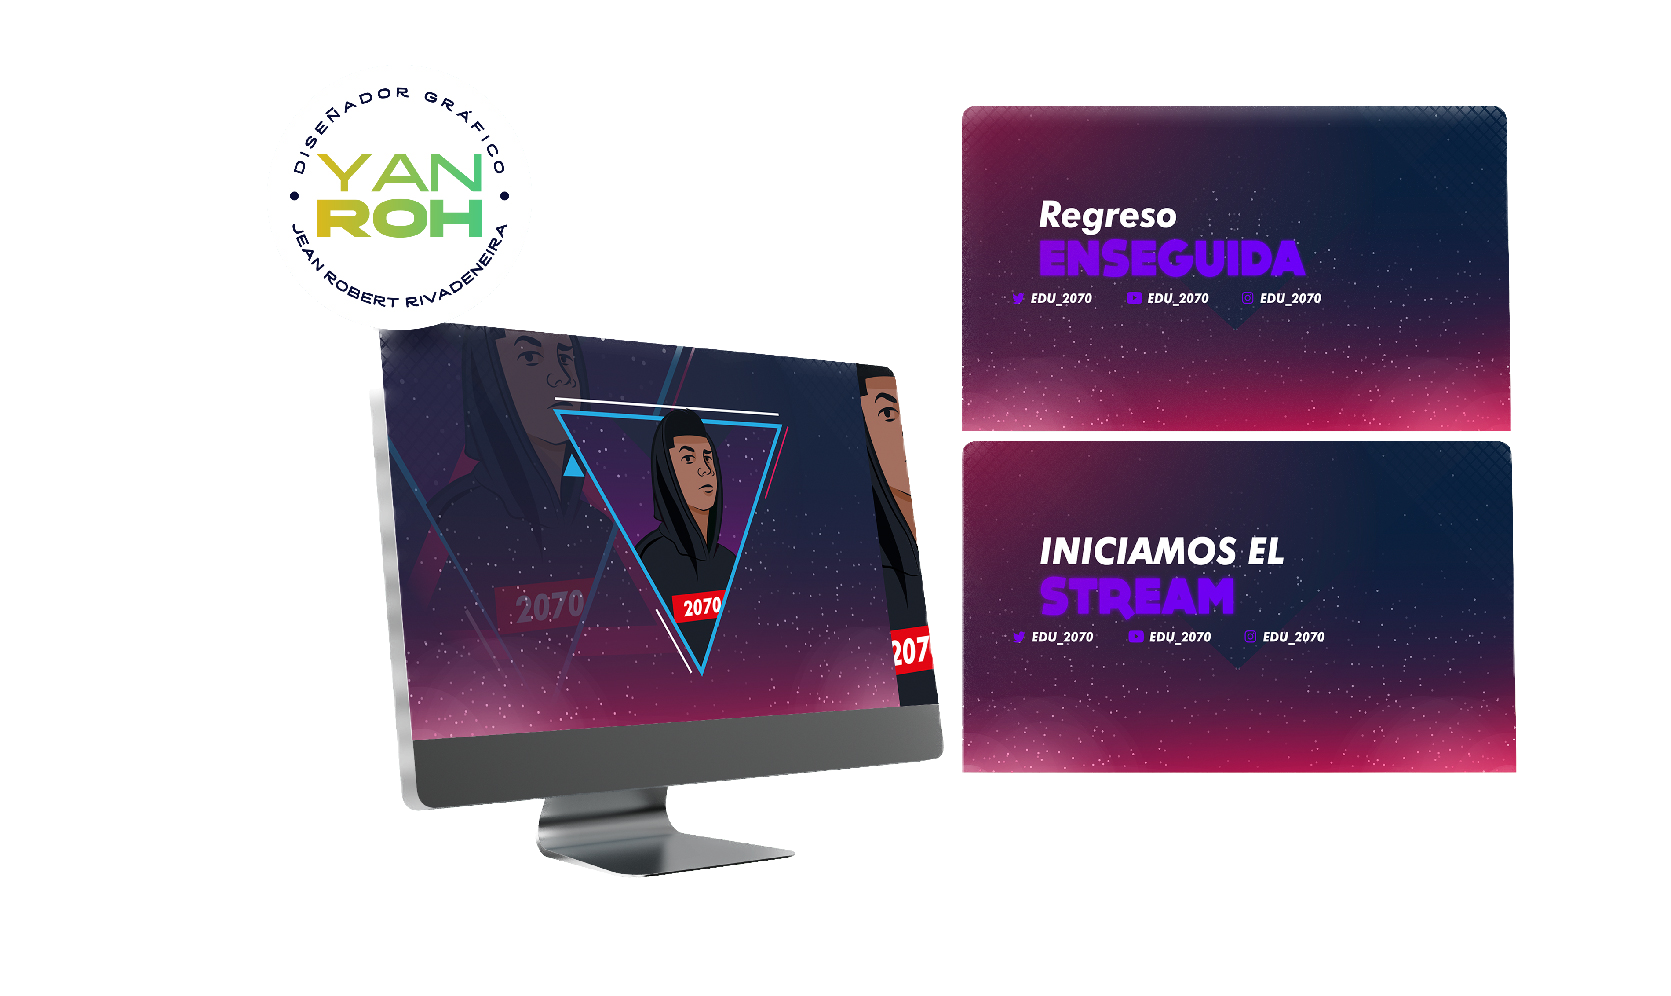 DISEÑADOR GRÁFICO
YAN
ROH
JEAN ROBERT RIVADENEIRA
2070
2070
207
Regreso
ENSEGUIDA
EDU_2070 EDU_2070 EDU_2070
INICIAMOS EL
STREAM
EDU_2070 EDU_2070 EDU_2070